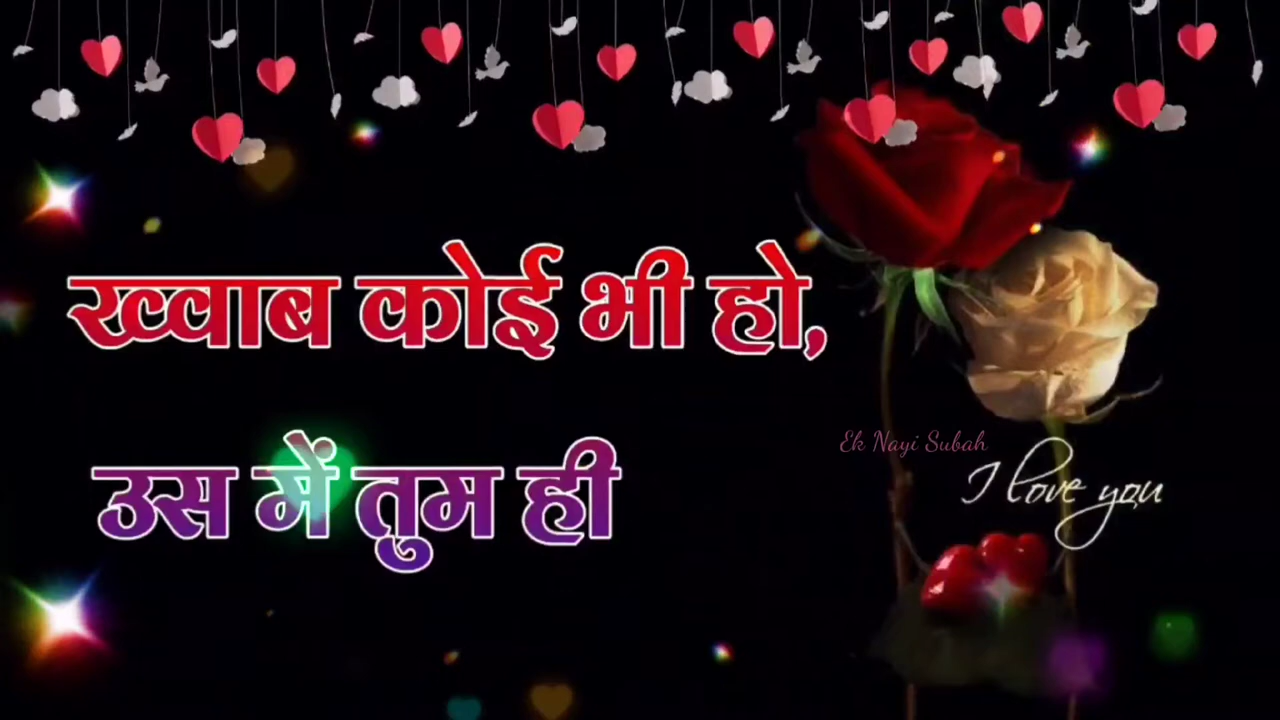 ख्वाब कोई भी हो,
उस में तुम ही
Ek Nayi Subah
I love you